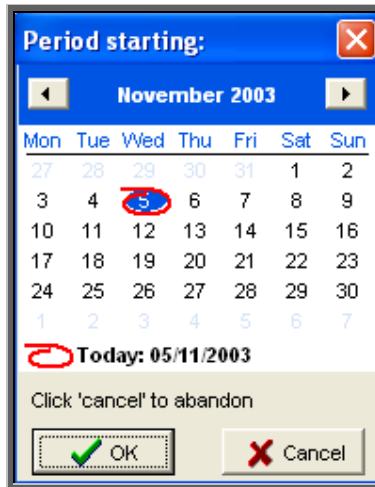 Period starting:
November 2003
Mon Tue Wed Thu Fri Sat Sun
27 28 29 30 31 1 2
3 4 5 6 7 8 9
10 11 12 13 14 15 16
17 18 19 20 21 22 23
24 25 26 27 28 29 30
1 2 3 4 5 6 7
Today: 05/11/2003
Click 'cancel' to abandon
OK Cancel